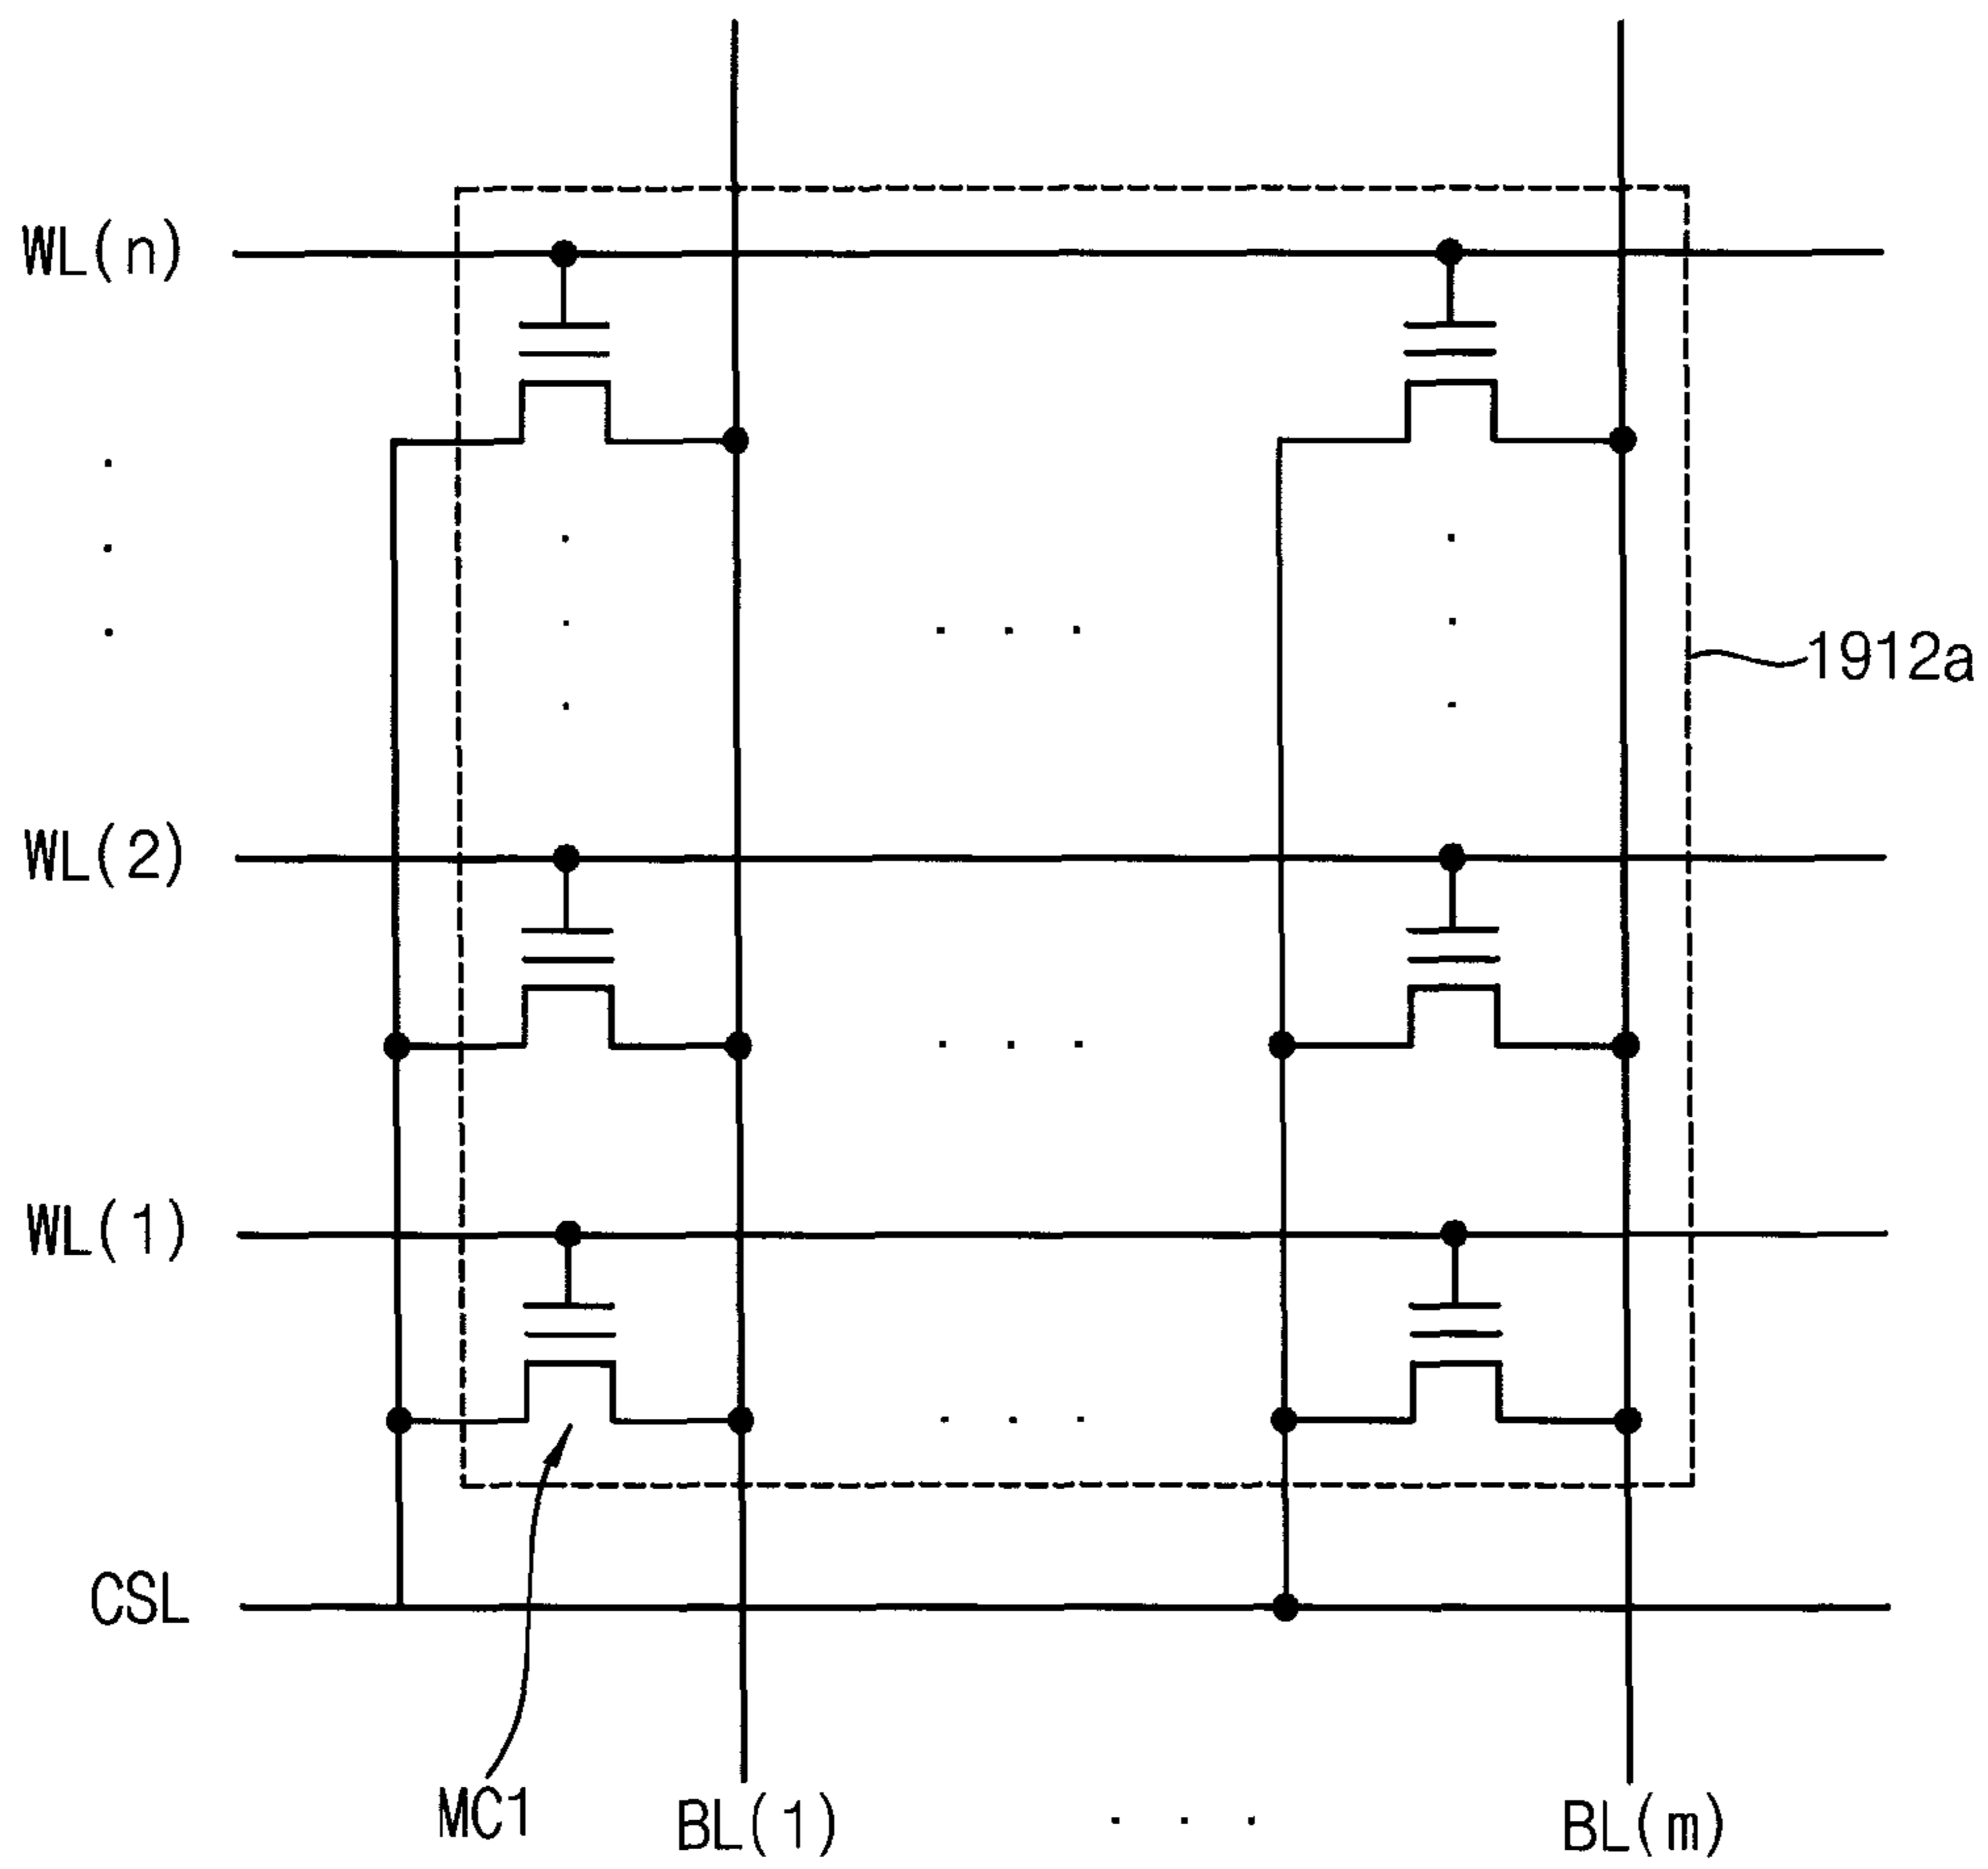 WL(n)
1912a
WL(2)
WL(1)
CSL
MC1
BL(1) . . . BL(m)